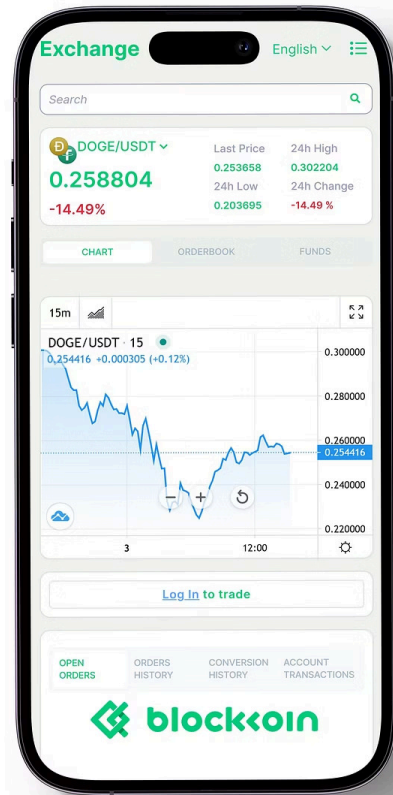 Exchange
English
Search
DOGE/USDT
0.258804
-14.49%
Last Price
0.253658
24h High
0.302204
24h Low
0.203695
24h Change
-14.49 %
CHART
ORDERBOOK
FUNDS
15m
DOGE/USDT · 15
0.254416 +0.000305 (+0.12%)
0.300000
0.280000
0.260000
0.254416
0.240000
0.220000
3
12:00
Log In to trade
OPEN
ORDERS
ORDERS
HISTORY
CONVERSION
HISTORY
ACCOUNT
TRANSACTIONS
blockcoin